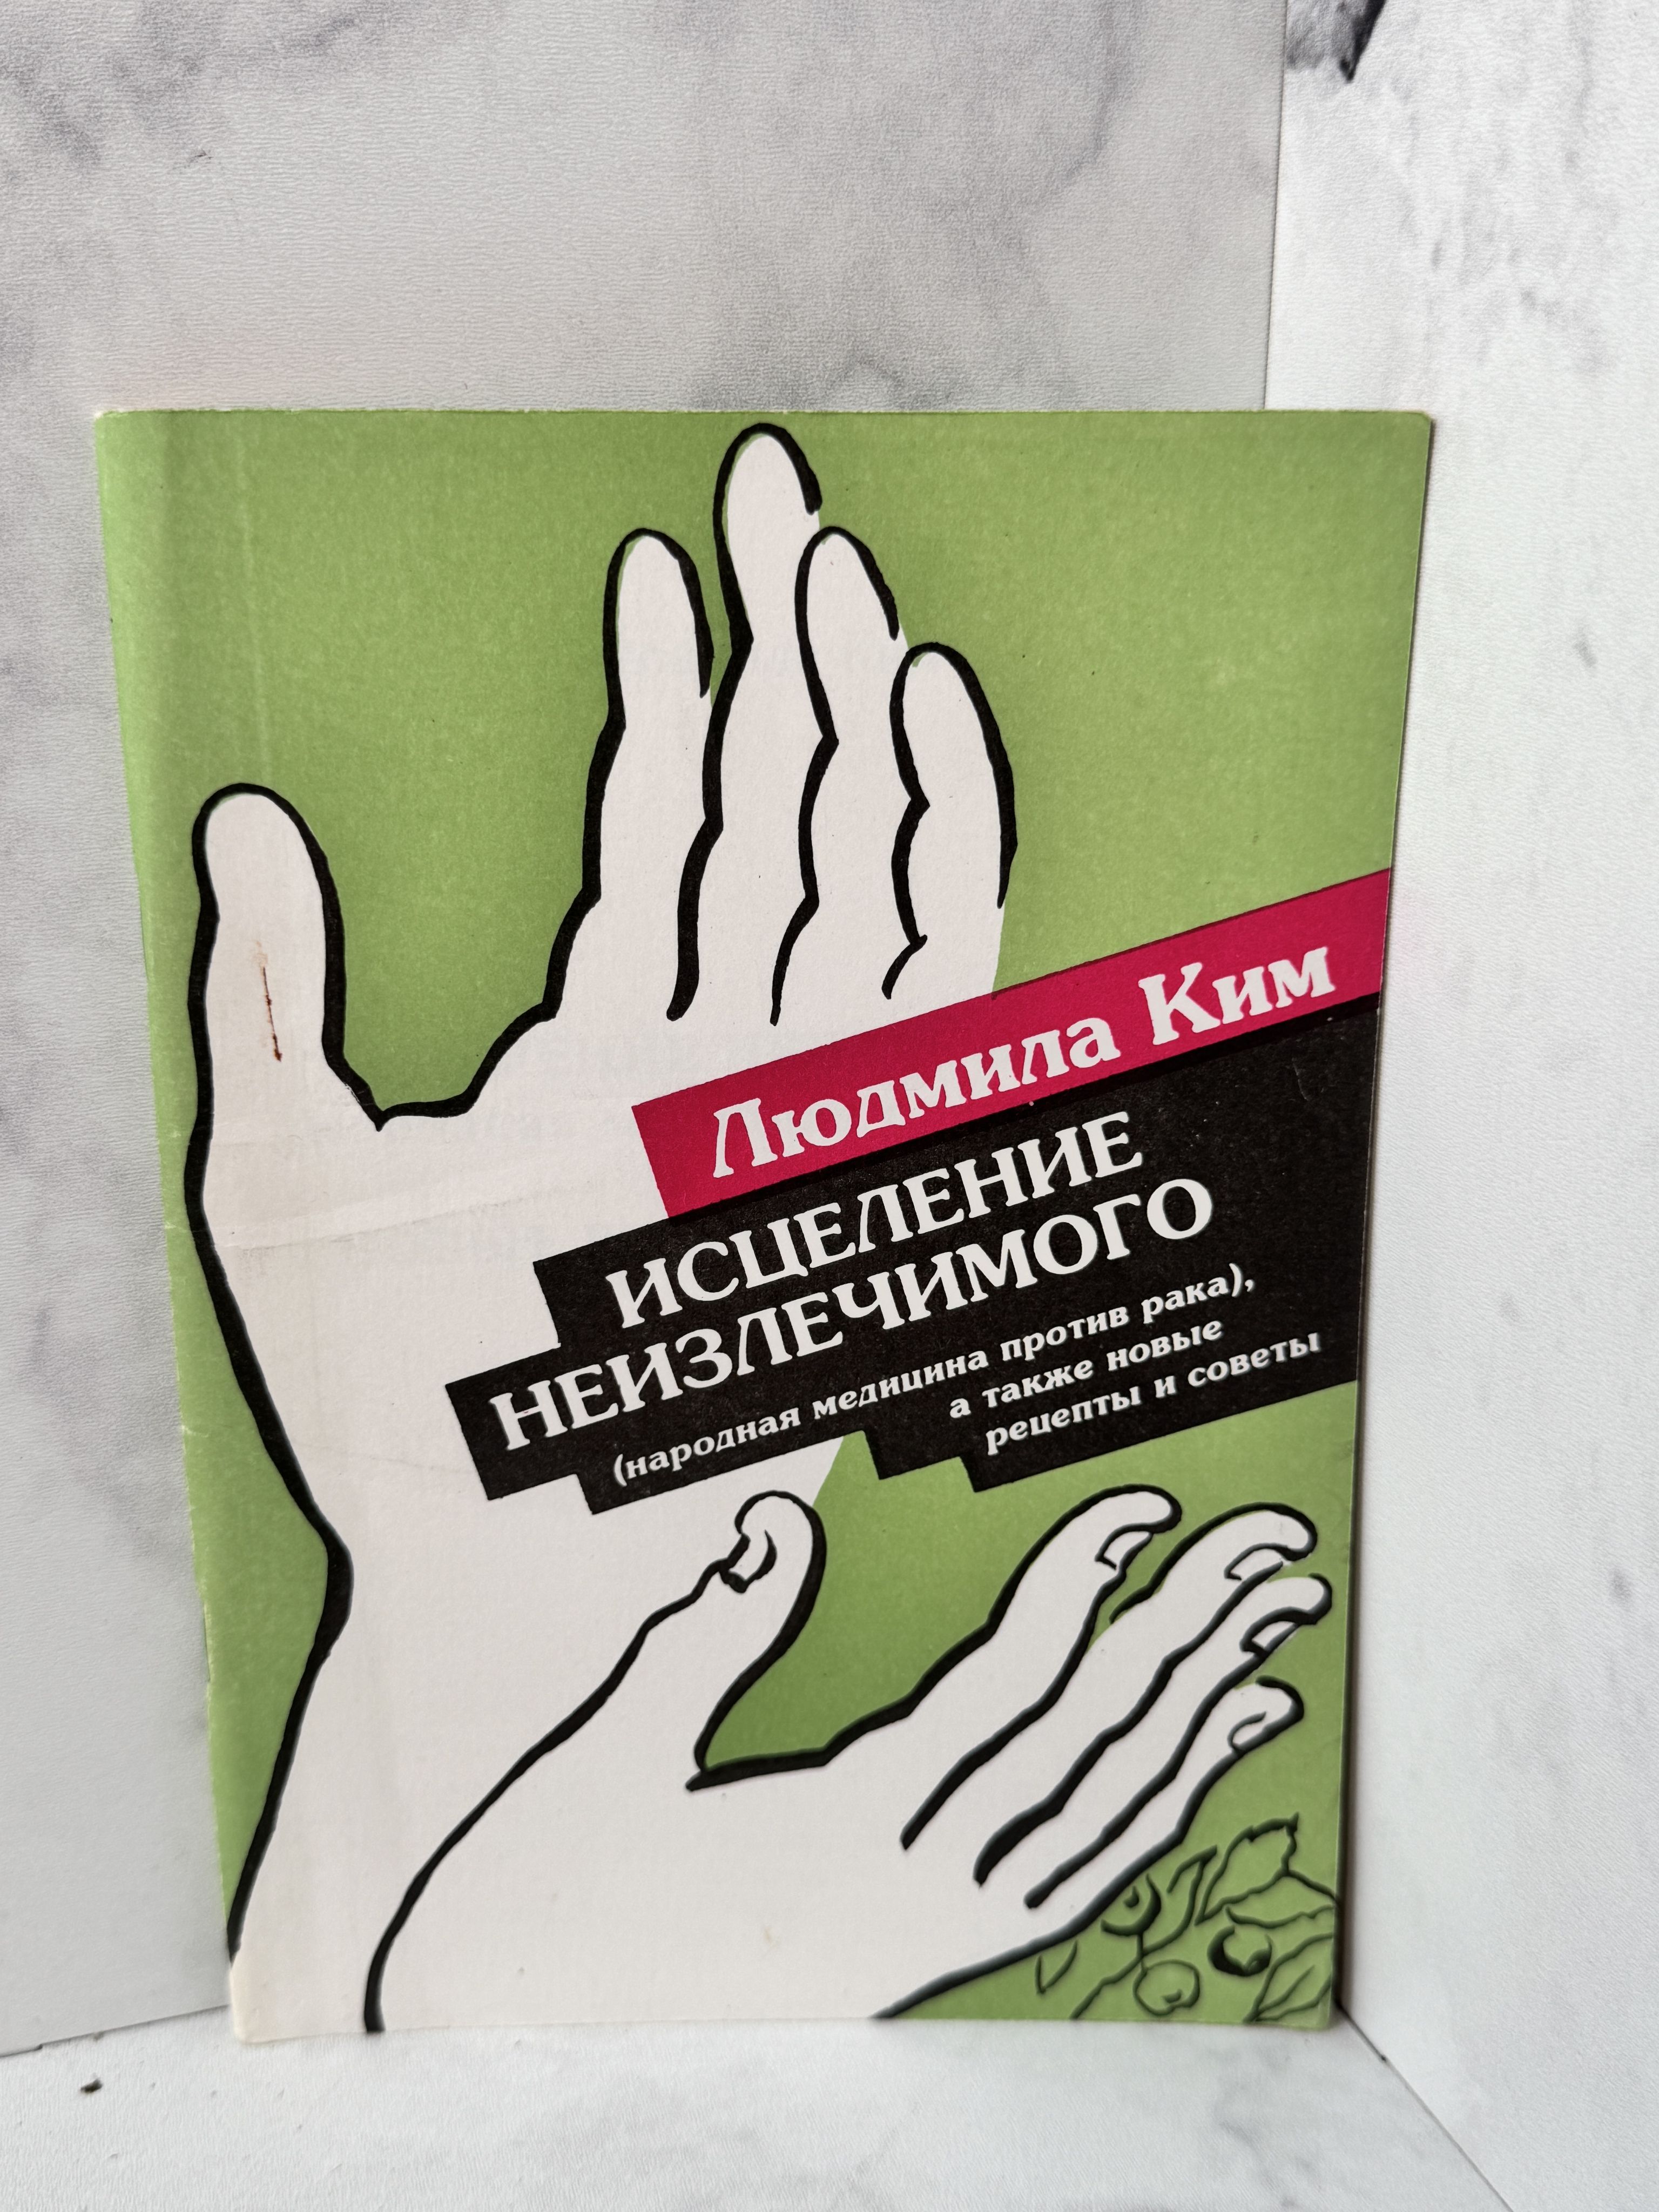 Людмила Ким
ИСЦЕЛЕНИЕ
НЕИЗЛЕЧИМОГО
(народная медицина против рака),
а также новые
рецепты и советы